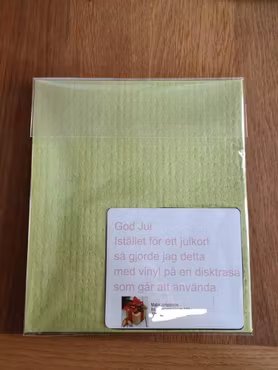 God Jul
Istället för ett julkort
så gjorde jag detta
med vinyl på en disktrasa
som går att använda